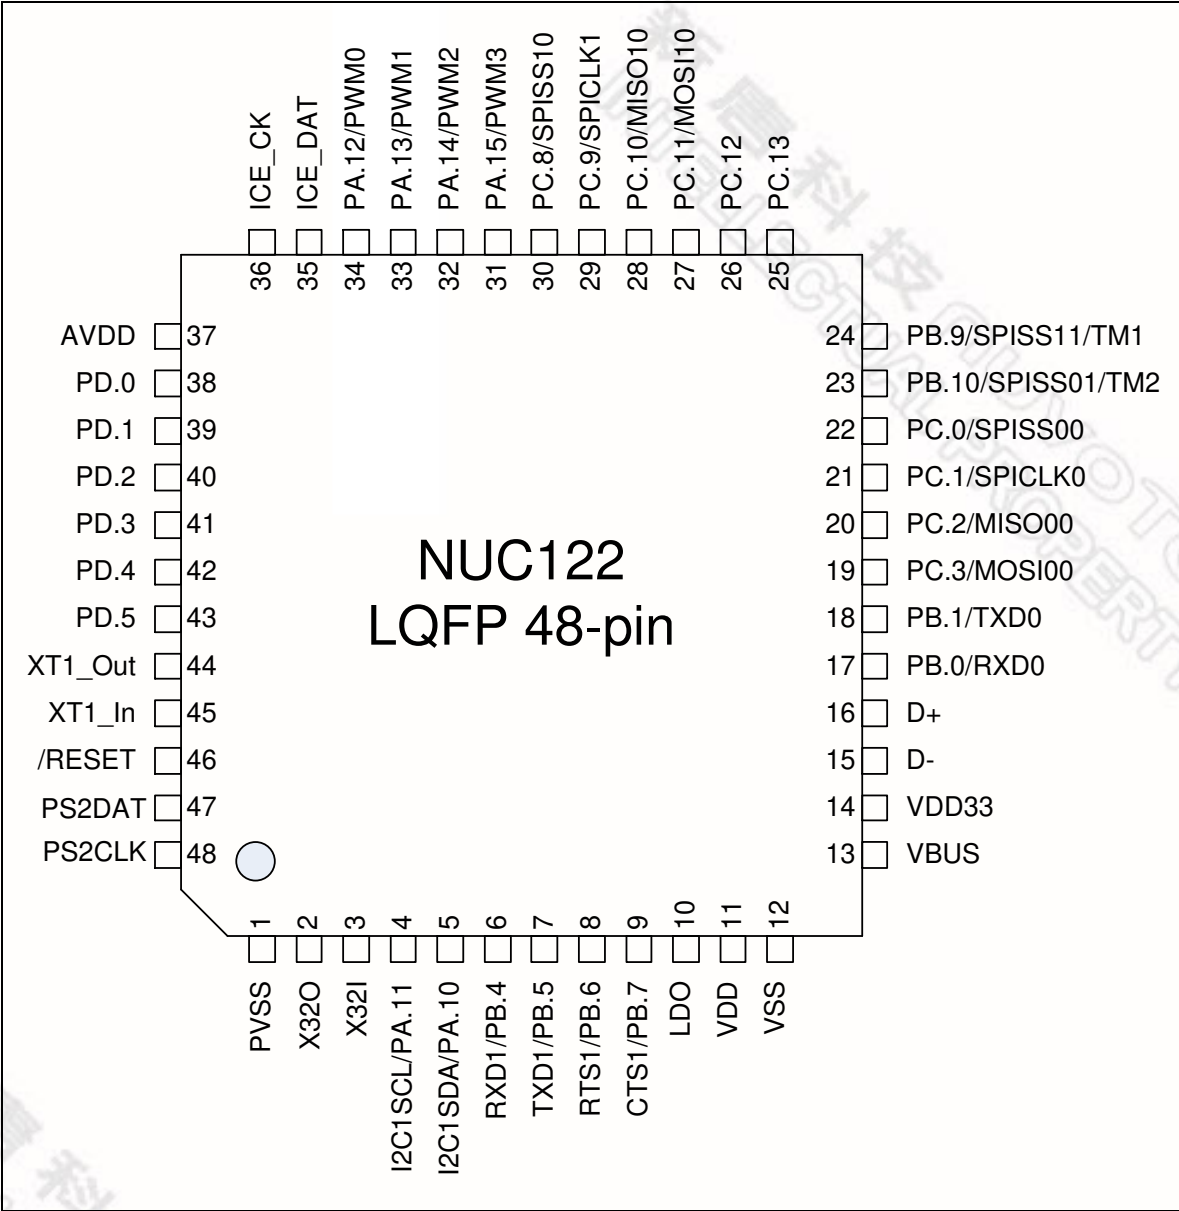 ICE_CK
ICE_DAT
PA.12/PWM0
PA.13/PWM1
PA.14/PWM2
PA.15/PWM3
PC.8/SPISS10
PC.9/SPICLK1
PC.10/MISO10
PC.11/MOSI10
PC.12
PC.13
36
35
34
33
32
31
30
29
28
27
26
25
AVDD 37
PD.0 38
PD.1 39
PD.2 40
PD.3 41
PD.4 42
PD.5 43
XT1_Out 44
XT1_In 45
/RESET 46
PS2DAT 47
PS2CLK 48
NUC122
LQFP 48-pin
24 PB.9/SPISS11/TM1
23 PB.10/SPISS01/TM2
22 PC.0/SPISS00
21 PC.1/SPICLK0
20 PC.2/MISO00
19 PC.3/MOSI00
18 PB.1/TXD0
17 PB.0/RXD0
16 D+
15 D-
14 VDD33
13 VBUS
1
2
3
4
5
6
7
8
9
10
11
12
PVSS
X32O
X32I
I2C1SCL/PA.11
I2C1SDA/PA.10
RXD1/PB.4
TXD1/PB.5
RTS1/PB.6
CTS1/PB.7
LDO
VDD
VSS
新唐科技
INTELLECTUAL PROPERTY